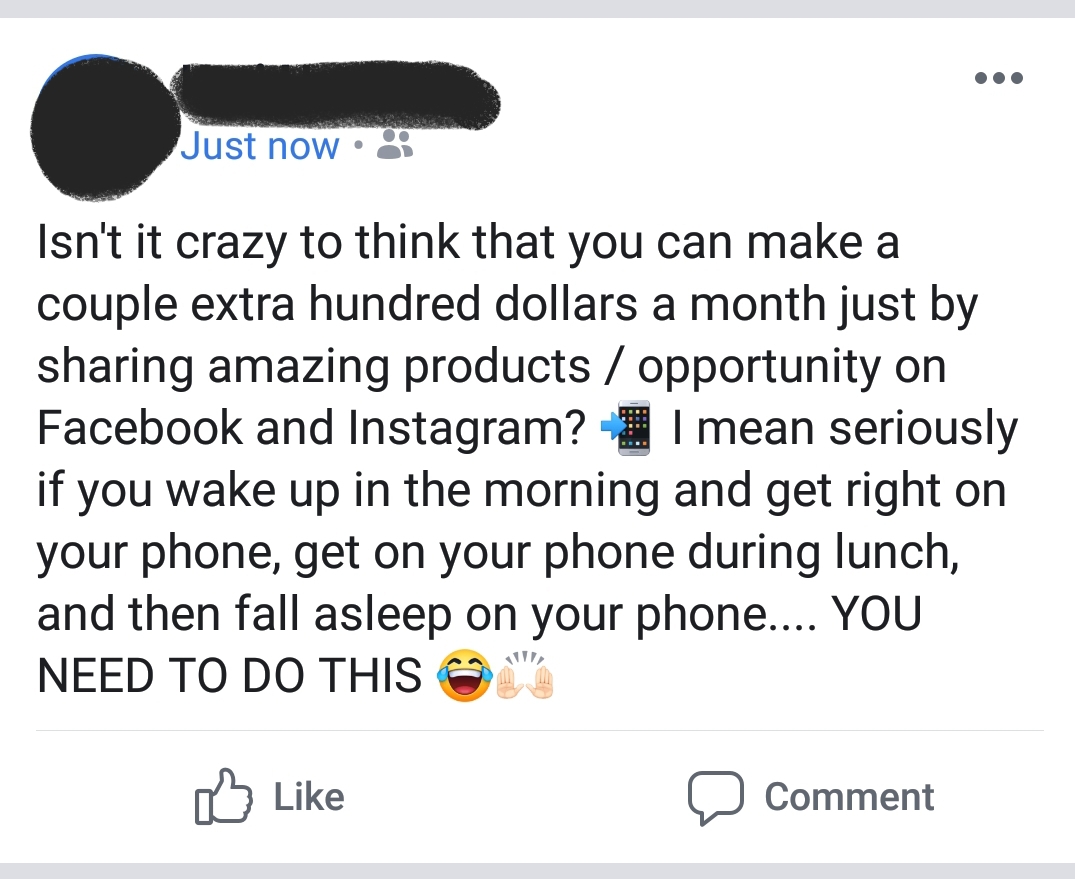 Just now •
Isn't it crazy to think that you can make a
couple extra hundred dollars a month just by
sharing amazing products / opportunity on
Facebook and Instagram? 📲 I mean seriously
if you wake up in the morning and get right on
your phone, get on your phone during lunch,
and then fall asleep on your phone.... YOU
NEED TO DO THIS 😂🙌🏻
Like
Comment